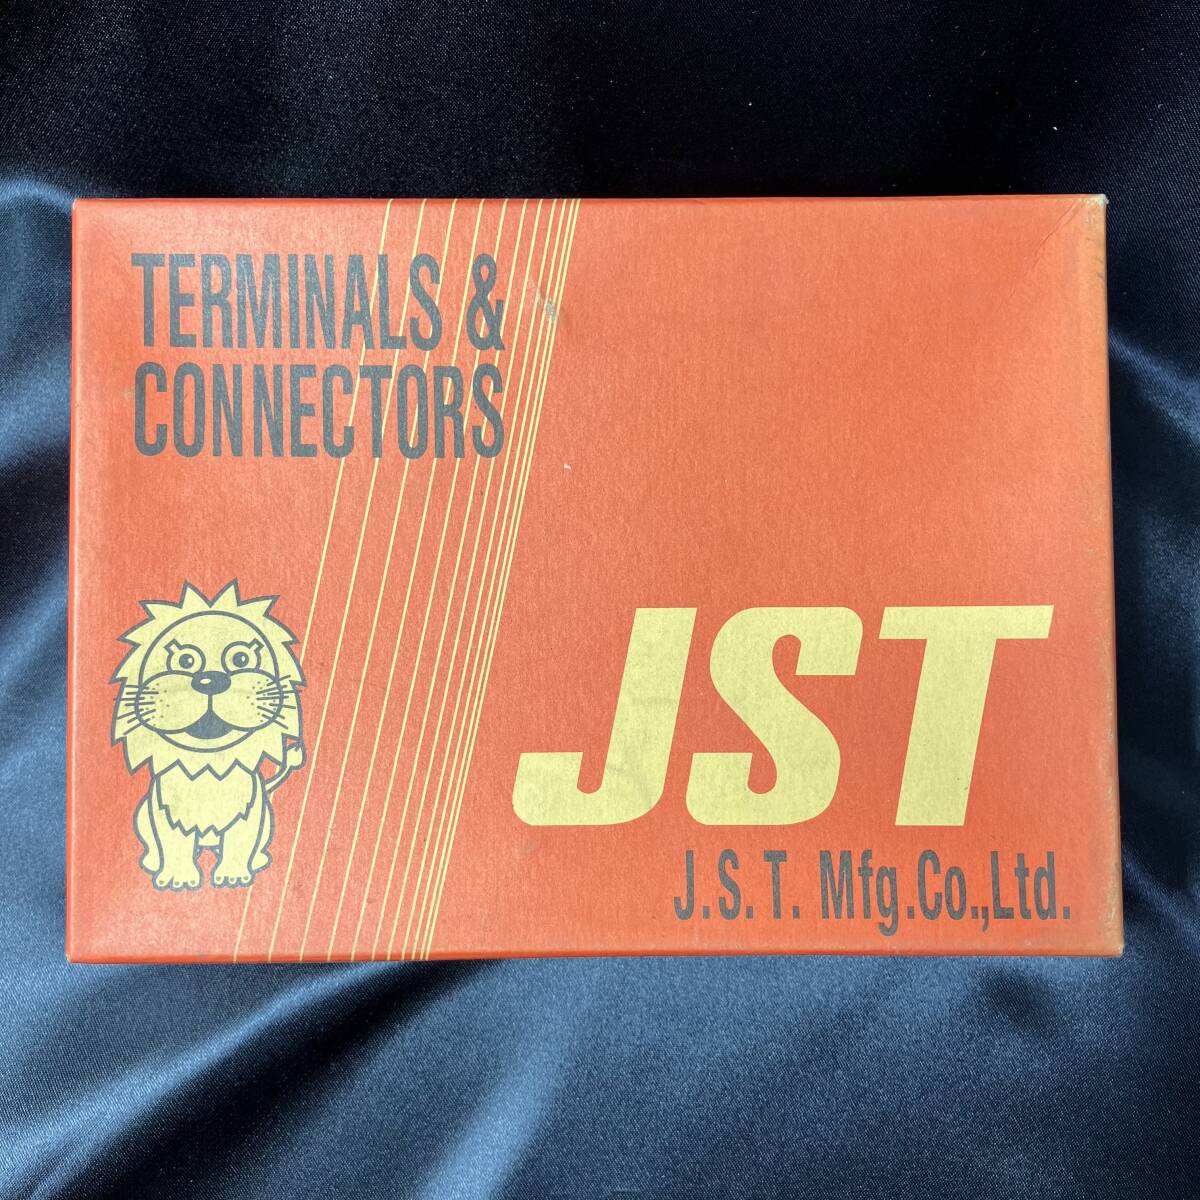 TERMINALS &
CONNECTORS
JST
J.S.T. Mfg.Co.,Ltd.